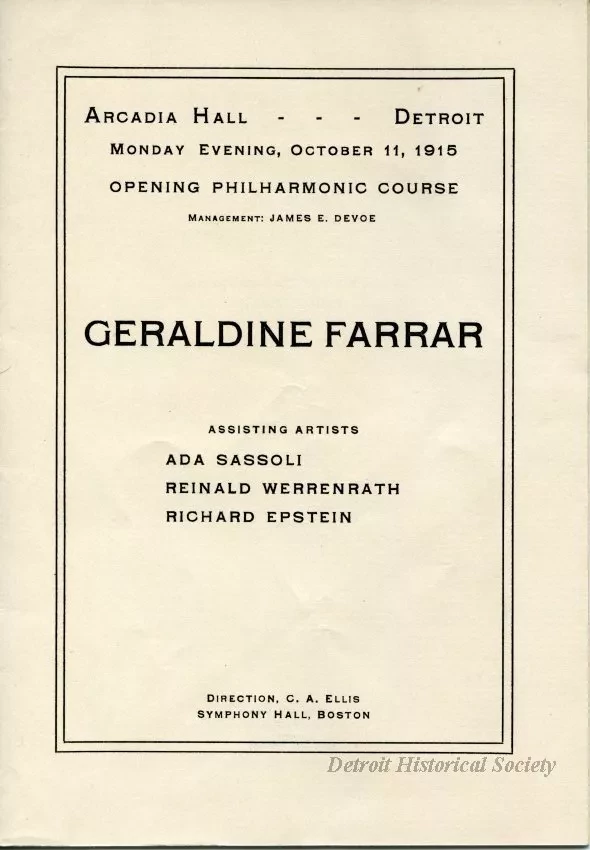 Arcadia Hall - - - Detroit
Monday Evening, October 11, 1915
OPENING PHILHARMONIC COURSE
Management: JAMES E. DEVOE
GERALDINE FARRAR
ASSISTING ARTISTS
ADA SASSOLI
REINALD WERRENRATH
RICHARD EPSTEIN
Direction, C. A. Ellis
Symphony Hall, Boston
Detroit Historical Society